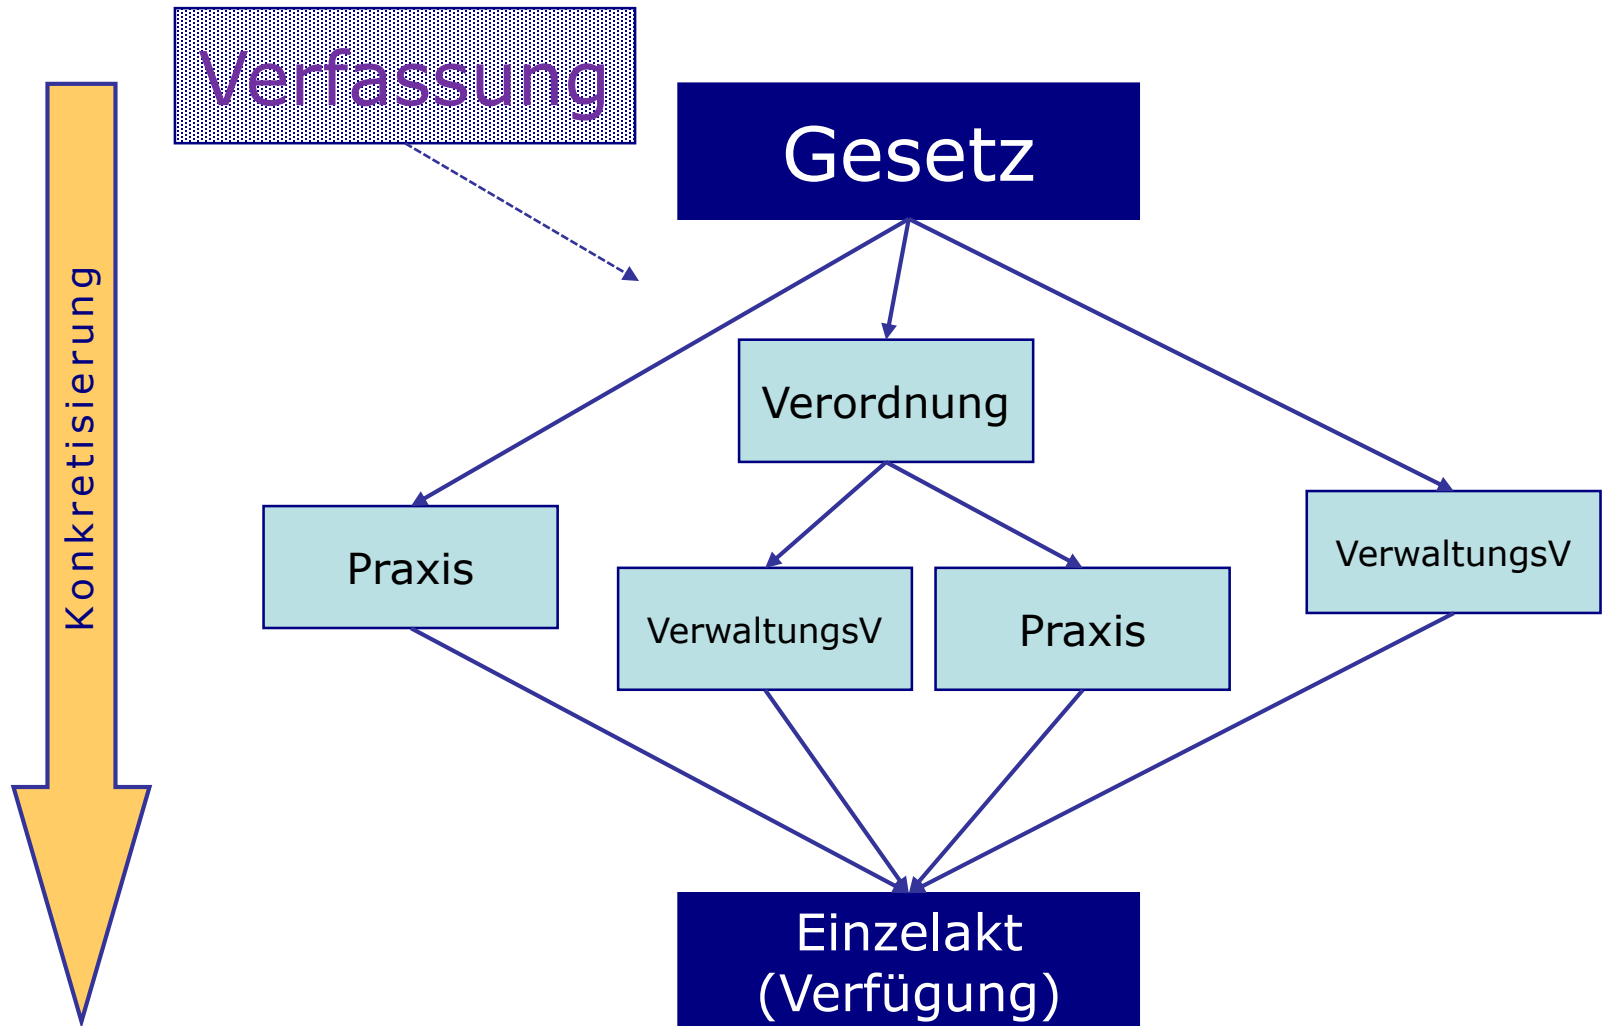 Verfassung
Gesetz
Konkretisierung
Verordnung
Praxis
VerwaltungsV
VerwaltungsV
Praxis
Einzelakt
(Verfügung)